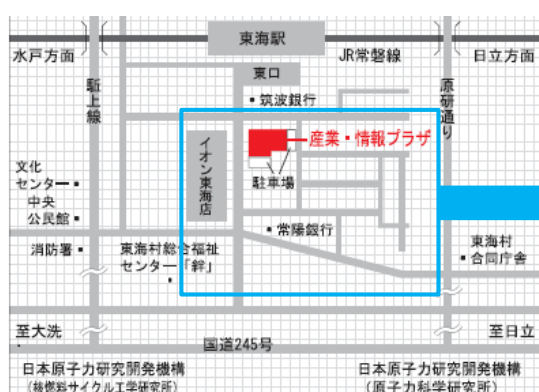 東海駅
水戸方面
JR常磐線
日立方面
東口
駈上線
原研通り
筑波銀行
産業・情報プラザ
イオン東海店
駐車場
文化
センター
中央
公民館
常陽銀行
消防署
東海村総合福祉
センター「絆」
東海村
合同庁舎
至大洗
至日立
国道245号
日本原子力研究開発機構
(核燃料サイクル工学研究所)
日本原子力研究開発機構
(原子力科学研究所)